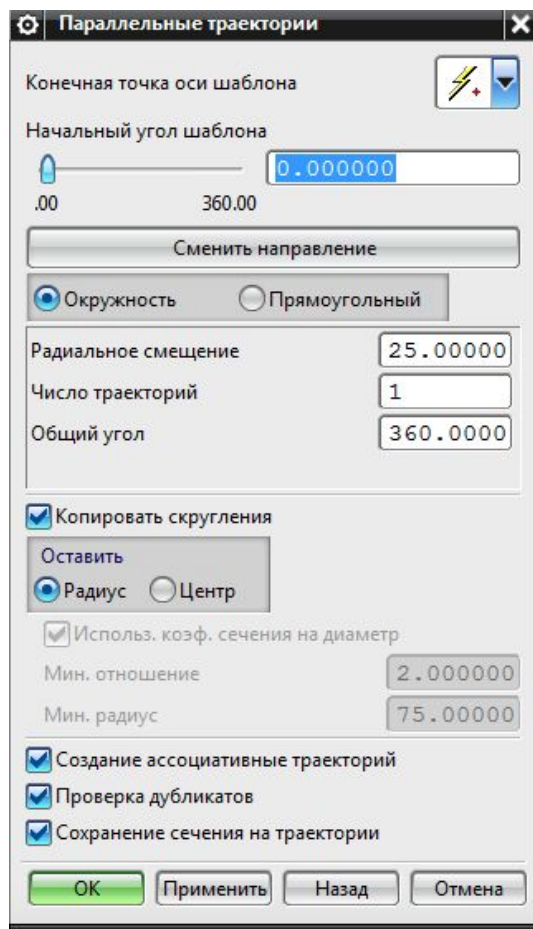 Параллельные траектории
Конечная точка оси шаблона
Начальный угол шаблона
0.000000
.00 360.00
Сменить направление
Окружность Прямоугольный
Радиальное смещение 25.00000
Число траекторий 1
Общий угол 360.0000
Копировать скругления
Оставить
Радиус Центр
Использ. коэф. сечения на диаметр
Мин. отношение 2.000000
Мин. радиус 75.00000
Создание ассоциативные траекторий
Проверка дубликатов
Сохранение сечения на траектории
OK Применить Назад Отмена